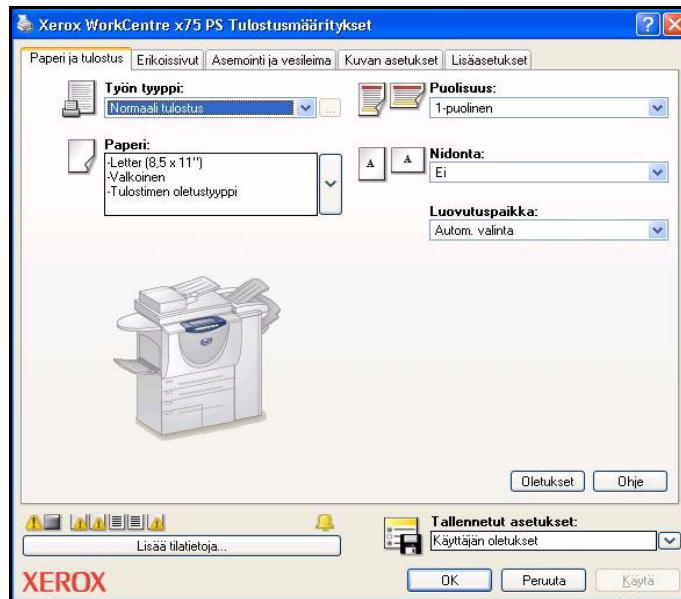 Xerox WorkCentre x75 PS Tulostusmääritykset
Paperi ja tulostus Erikoissivut Asemointi ja vesileima Kuvan asetukset Lisäasetukset
Työn tyyppi:
Normaali tulostus
...
Puolisuus:
1-puolinen
Paperi:
-Letter (8,5 x 11")
-Valkoinen
-Tulostimen oletustyyppi
A A
Nidonta:
Ei
Luovutuspaikka:
Autom. valinta
Oletukset Ohje
Lisää tilatietoja...
Tallennetut asetukset:
Käyttäjän oletukset
XEROX
OK Peruuta Käytä